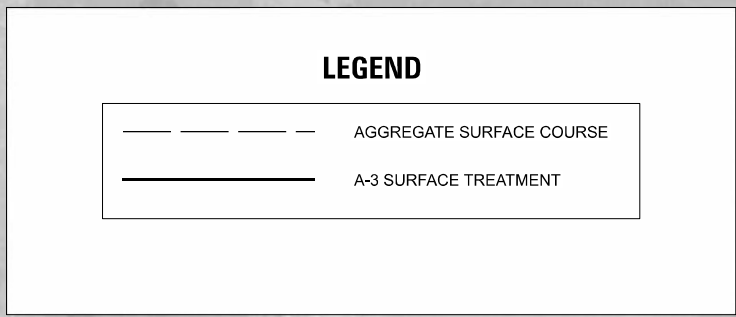 LEGEND
AGGREGATE SURFACE COURSE
A-3 SURFACE TREATMENT